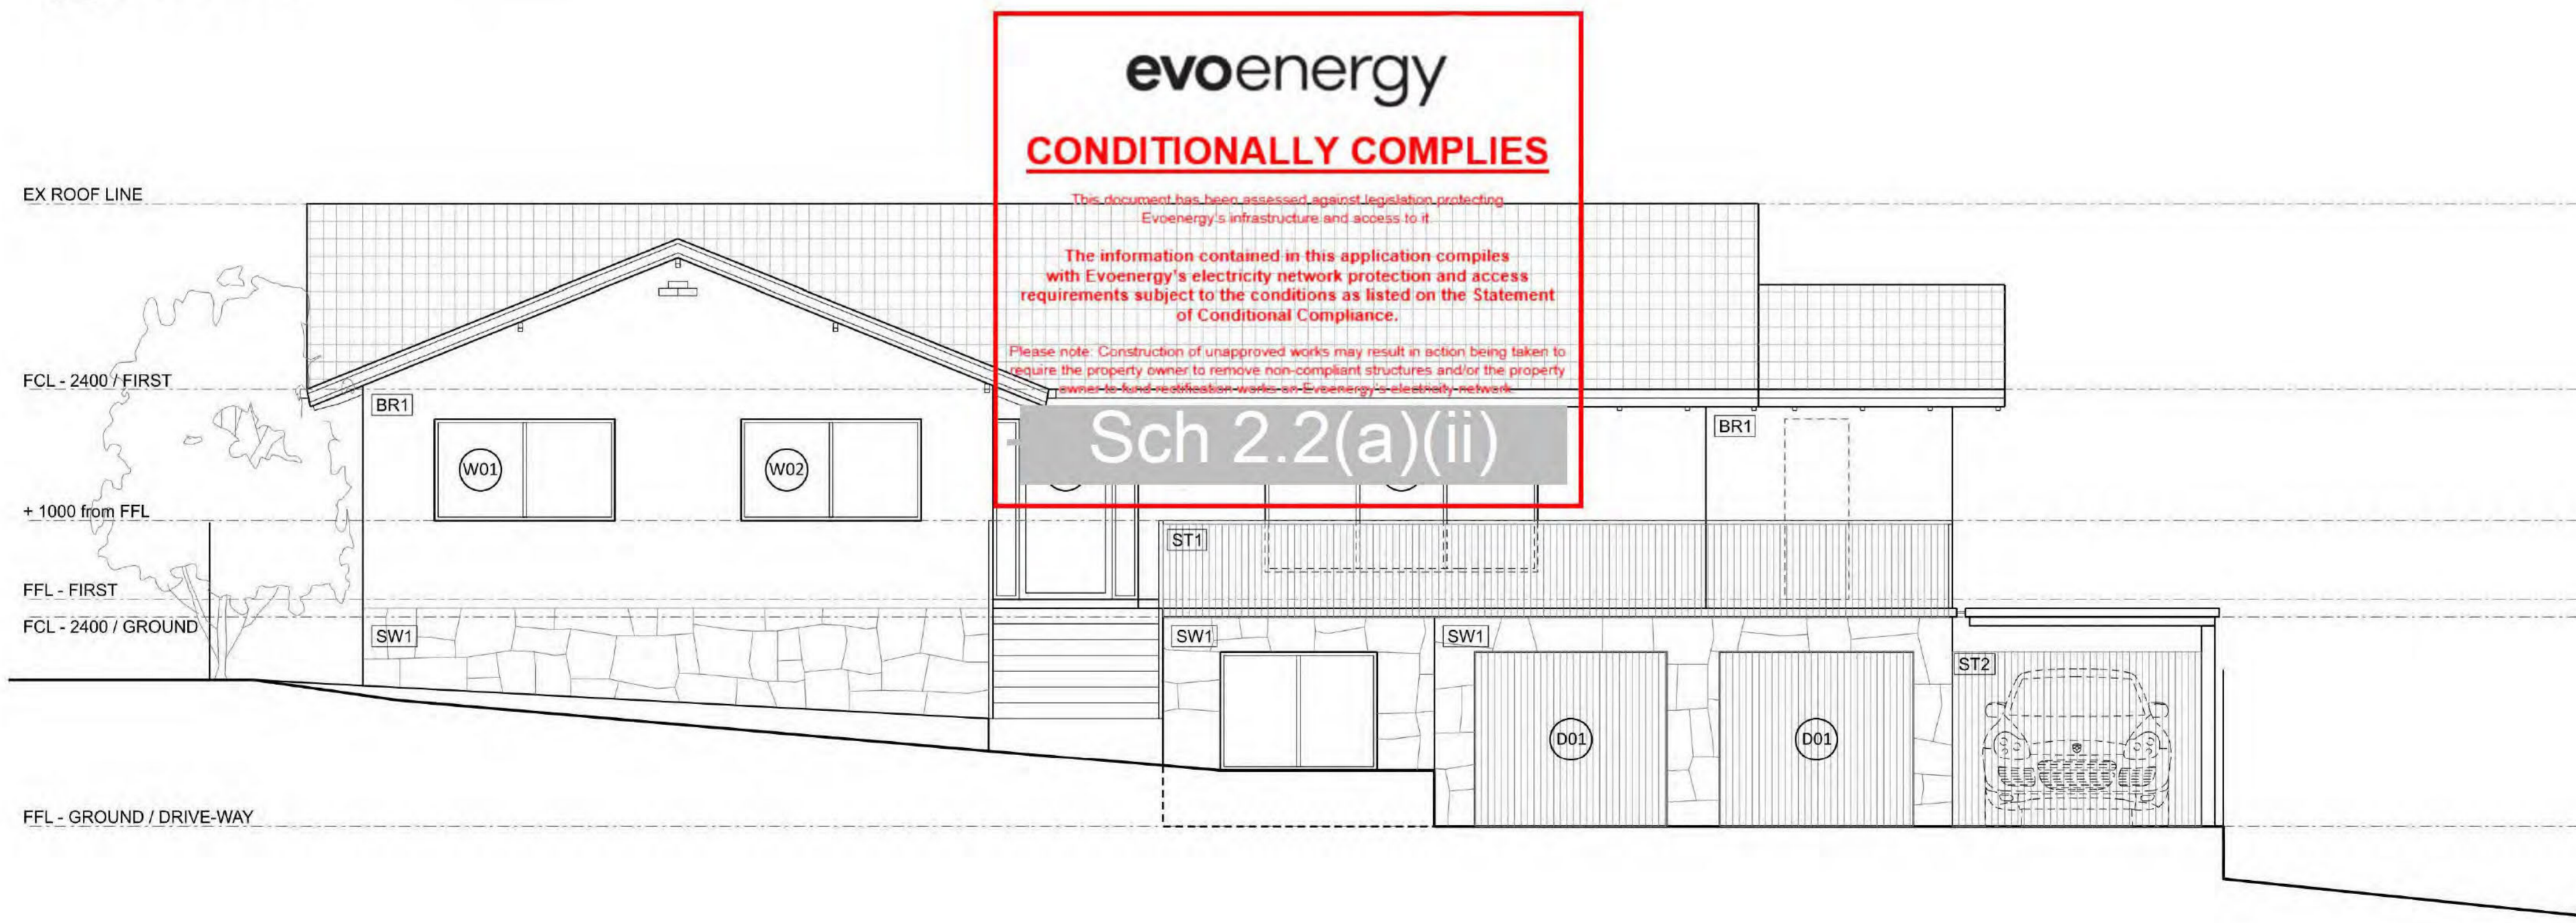 evoenergy
CONDITIONALLY COMPLIES
This document has been assessed against legislation protecting
Evoenergy's infrastructure and access to it
The information contained in this application compiles
with Evoenergy's electricity network protection and access
requirements subject to the conditions as listed on the Statement
of Conditional Compliance.
Please note: Construction of unapproved works may result in action being taken to
require the property owner to remove non-compliant structures and/or the property
owner to fund rectification works on Evoenergy's electricity network.
Sch 2.2(a)(ii)
EX ROOF LINE
FCL - 2400 / FIRST
BR1
BR1
W01
W02
+ 1000 from FFL
ST1
FFL - FIRST
FCL - 2400 / GROUND
SW1
SW1
SW1
ST2
D01
D01
FFL - GROUND / DRIVE-WAY